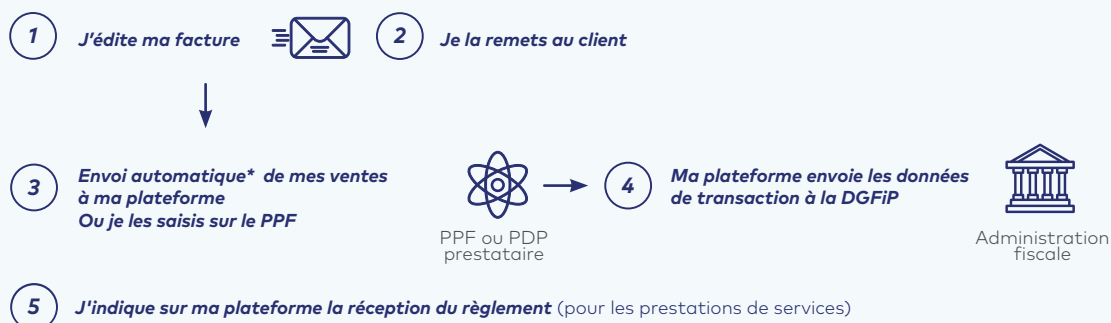 1 J'édite ma facture
2 Je la remets au client
3 Envoi automatique* de mes ventes
à ma plateforme
Ou je les saisis sur le PPF
PPF ou PDP
prestataire
4 Ma plateforme envoie les données
de transaction à la DGFiP
Administration
fiscale
5 J'indique sur ma plateforme la réception du règlement (pour les prestations de services)